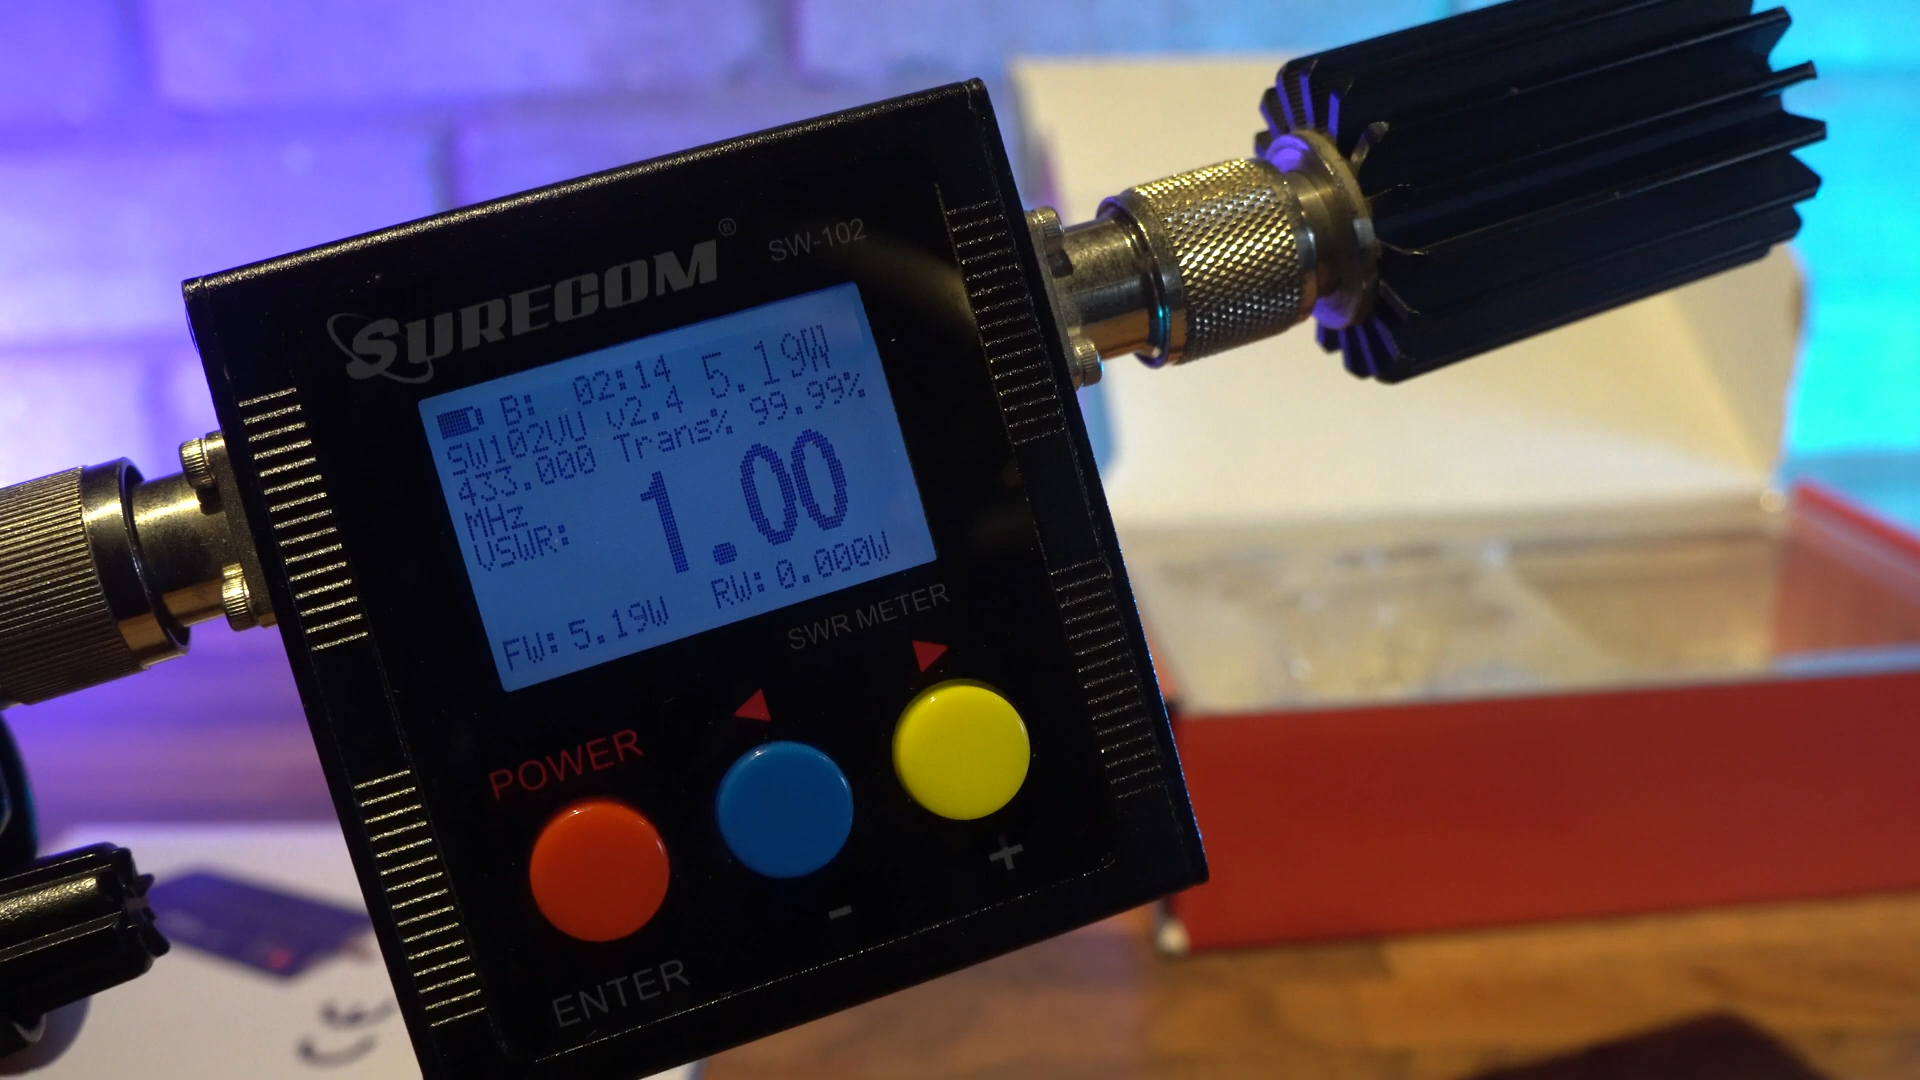 SURECOM® SW-102
B: 02:14 5.19W
SW102VU v2.4 Trans% 99.99%
433.000
MHz
VSWR: 1.00
FW: 5.19W RW: 0.000W
SWR METER
POWER
- +
ENTER